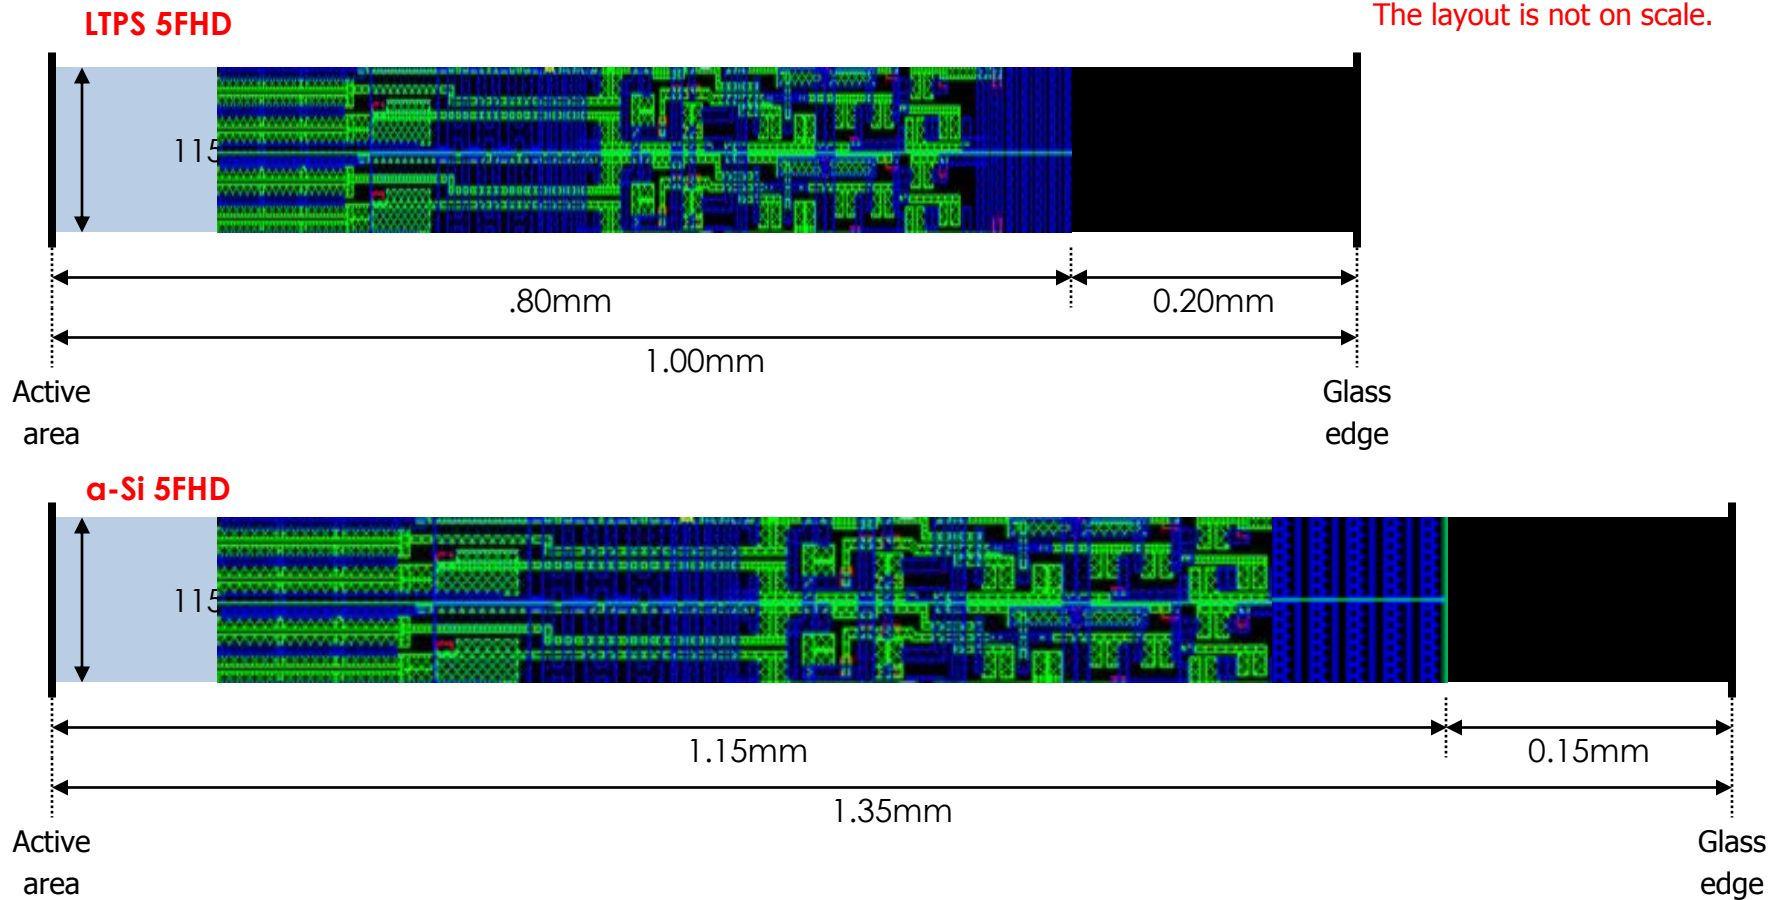 LTPS 5FHD
The layout is not on scale.
115
.80mm
0.20mm
1.00mm
Active
area
Glass
edge
a-Si 5FHD
115
1.15mm
0.15mm
1.35mm
Active
area
Glass
edge